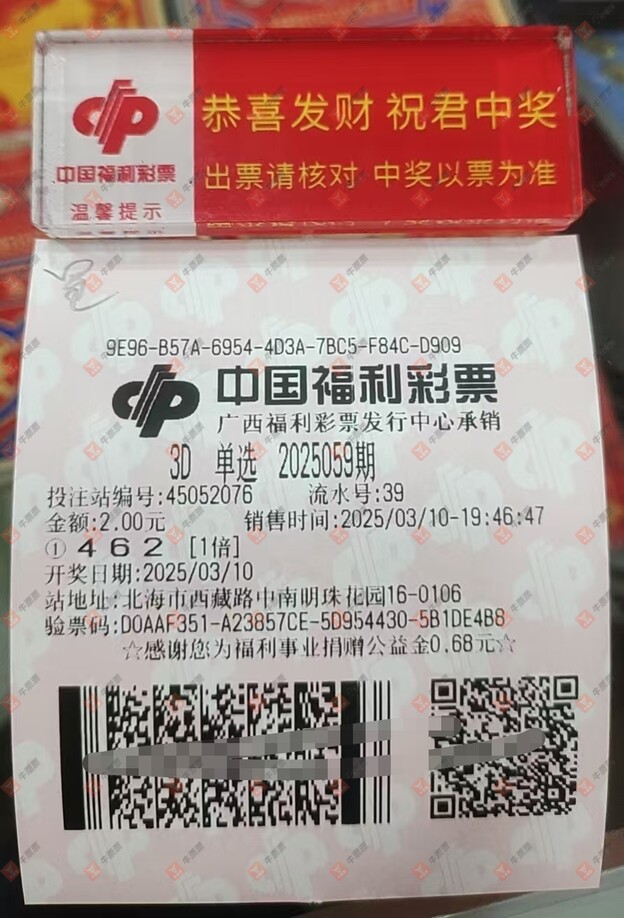 恭喜发财 祝君中奖
出票请核对 中奖以票为准
中国福利彩票
温馨提示
9E96-B57A-6954-4D3A-7BC5-F84C-D909
中国福利彩票
广西福利彩票发行中心承销
3D 单选 2025059期
投注站编号:45052076 流水号:39
金额:2.00元 销售时间:2025/03/10-19:46:47
① 4 6 2 [1倍]
开奖日期:2025/03/10
站地址:北海市西藏路中南明珠花园16-0106
验票码:D0AAF351-A23857CE-5D954430-5B1DE4B8
☆感谢您为福利事业捐赠公益金0.68元☆